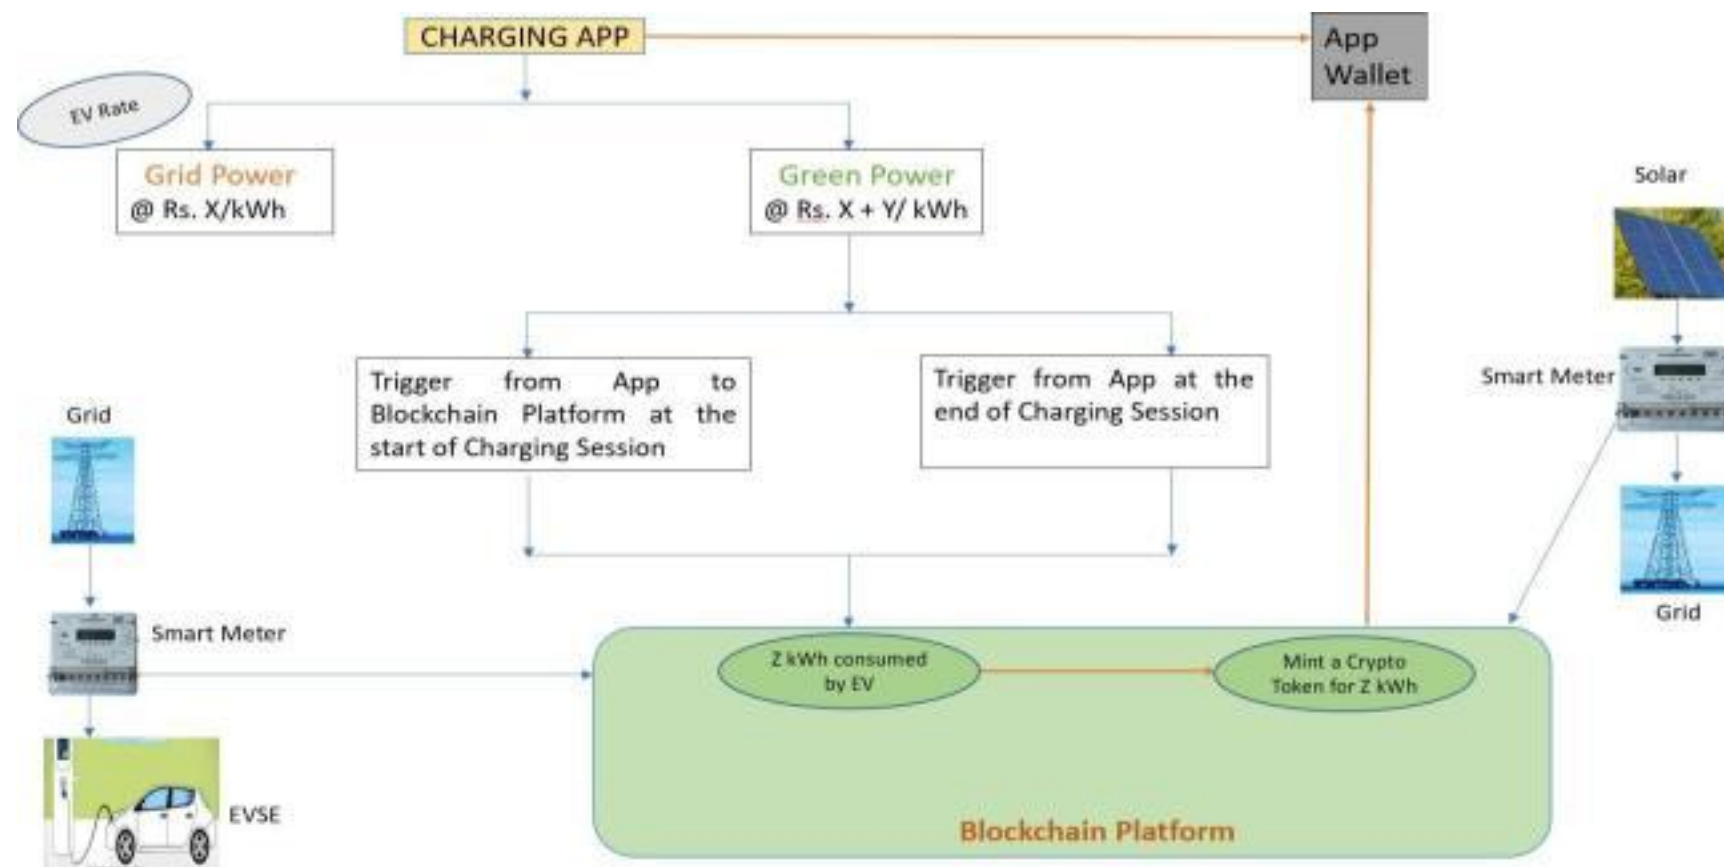 CHARGING APP
App
Wallet
EV Rate
Grid Power
@ Rs. X/kWh
Green Power
@ Rs. X + Y/ kWh
Solar
Trigger from App to
Blockchain Platform at the
start of Charging Session
Trigger from App at the
end of Charging Session
Smart Meter
Grid
Grid
Smart Meter
Z kWh consumed
by EV
Mint a Crypto
Token for Z kWh
EVSE
Blockchain Platform